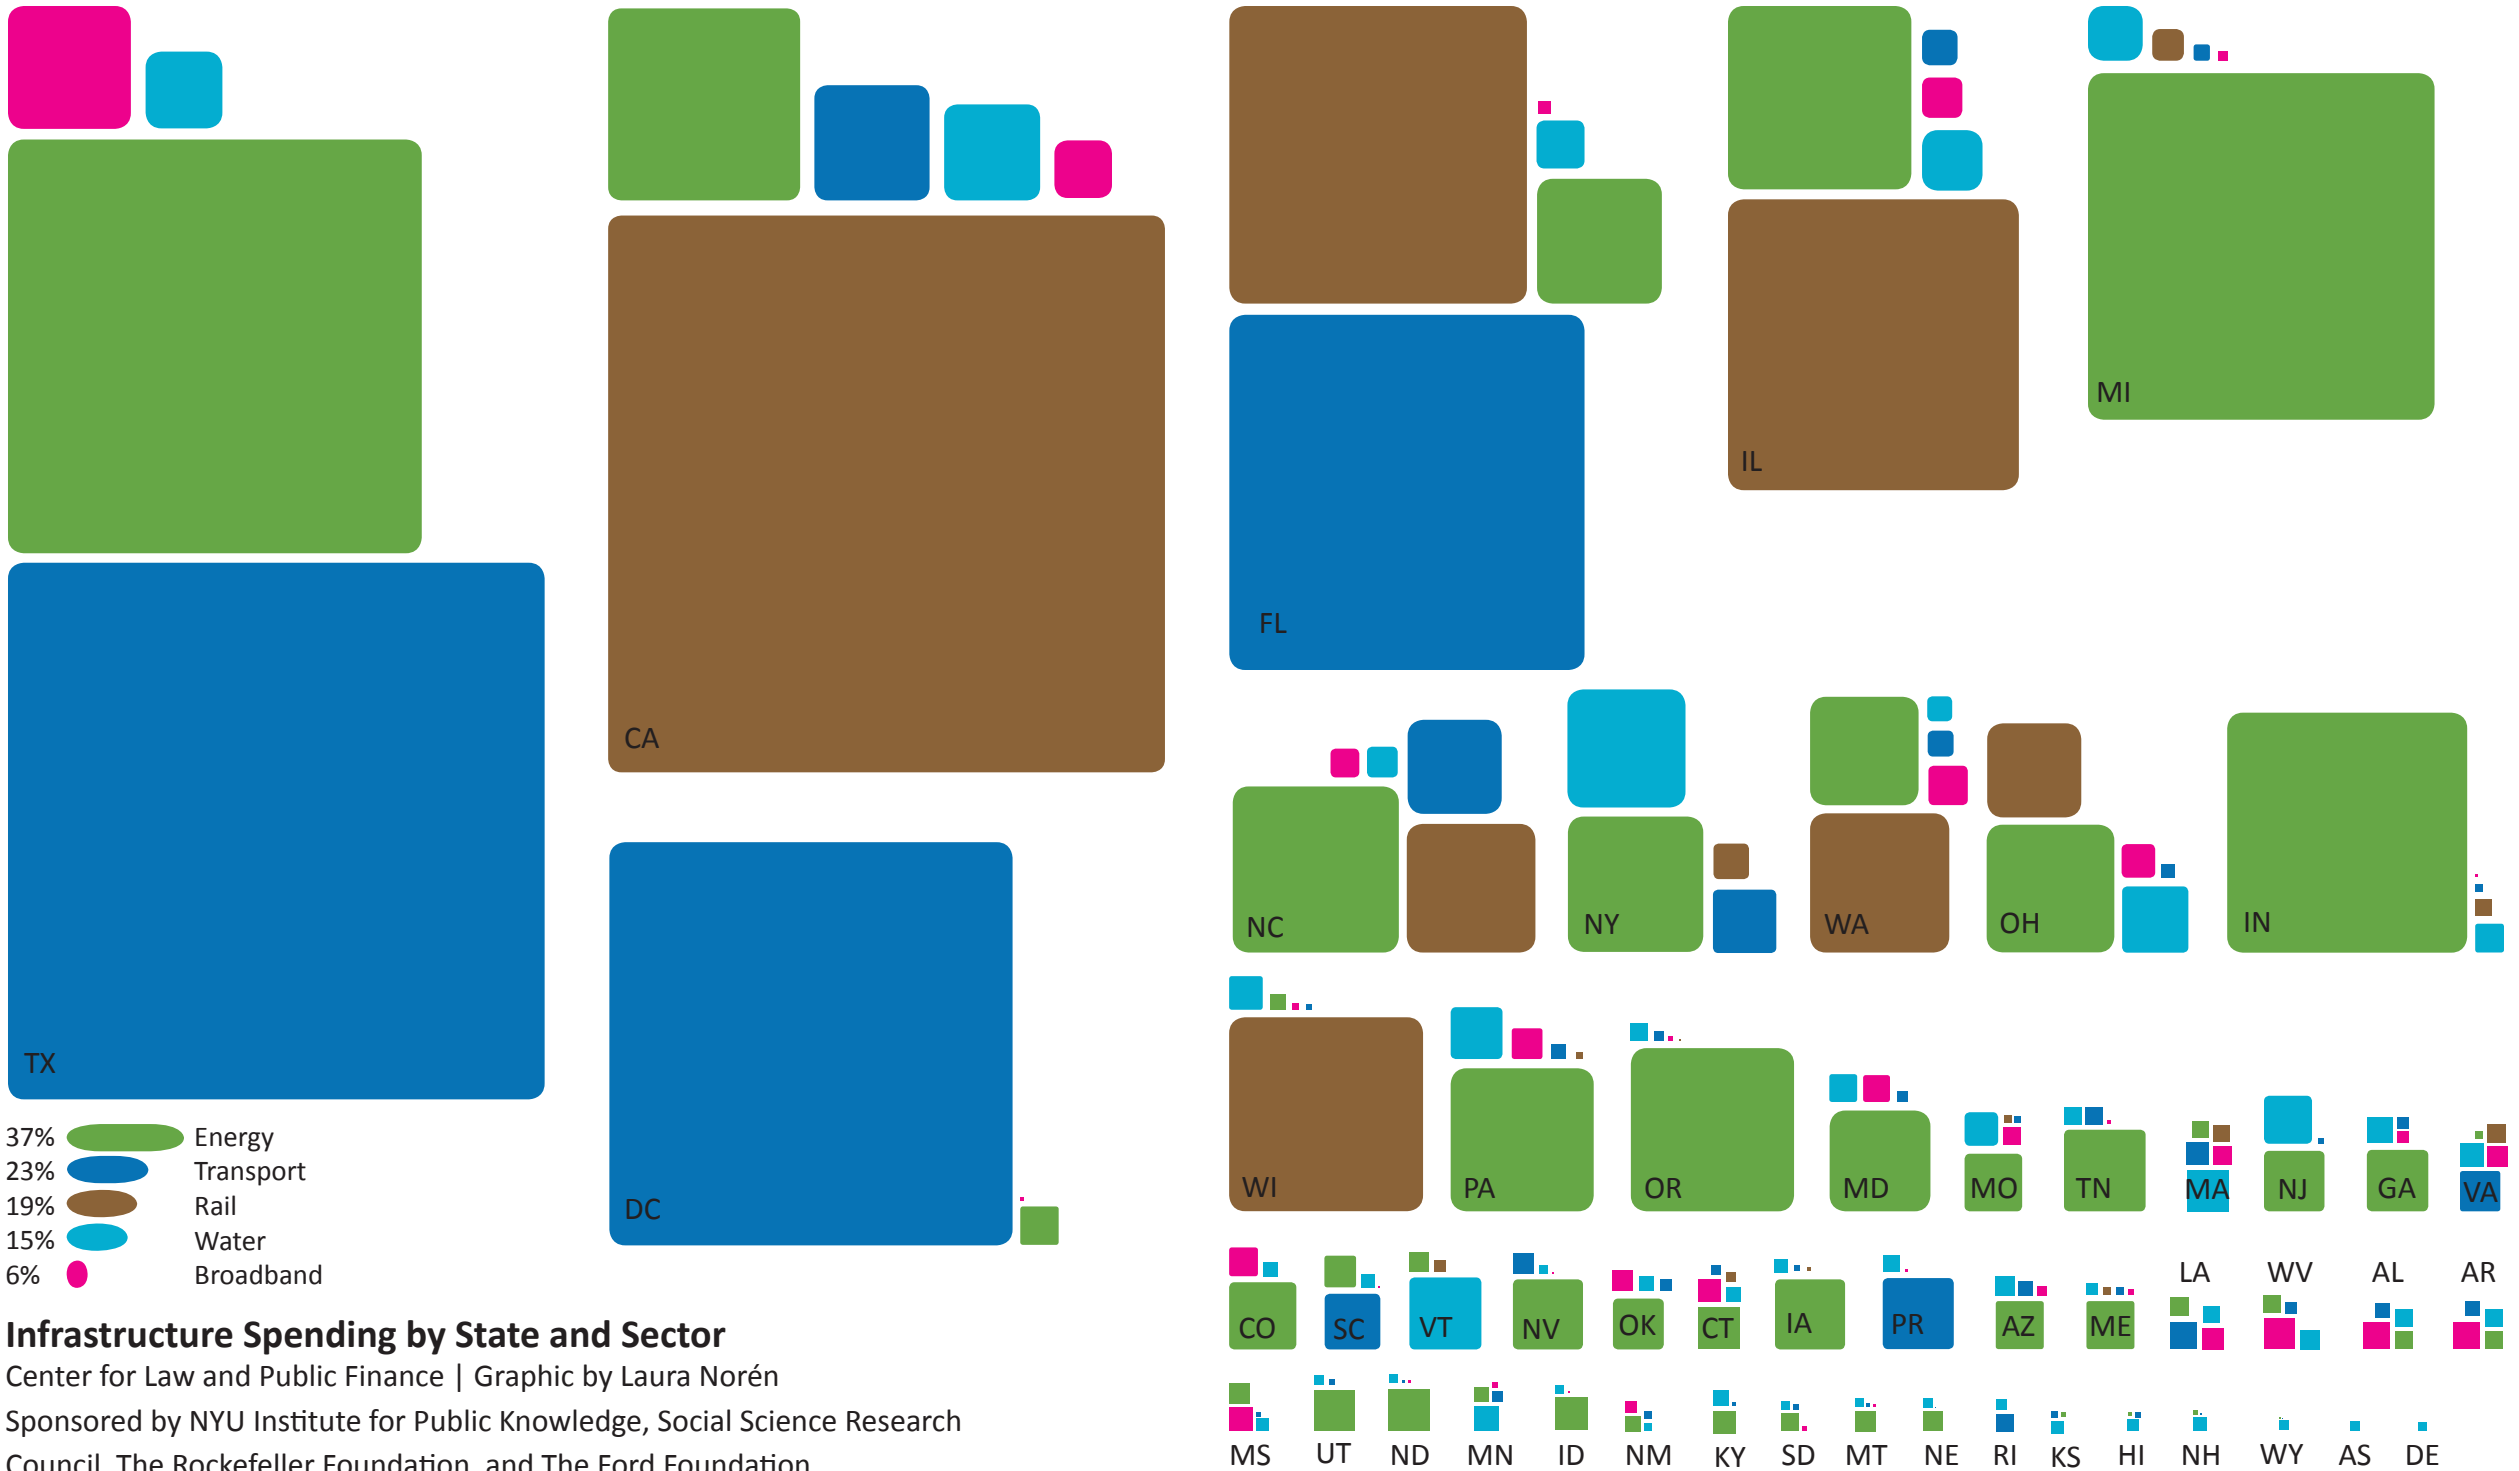 MI
IL
FL
CA
NC
NY
WA
OH
IN
TX
WI
PA
OR
MD
MO
TN
MA
NJ
GA
VA
DC
37% Energy
23% Transport
19% Rail
15% Water
6% Broadband
LA WV AL AR
CO SC VT NV OK CT IA PR AZ ME
Infrastructure Spending by State and Sector
Center for Law and Public Finance | Graphic by Laura Norén
Sponsored by NYU Institute for Public Knowledge, Social Science Research
Council, The Rockefeller Foundation, and The Ford Foundation
MS UT ND MN ID NM KY SD MT NE RI KS HI NH WY AS DE